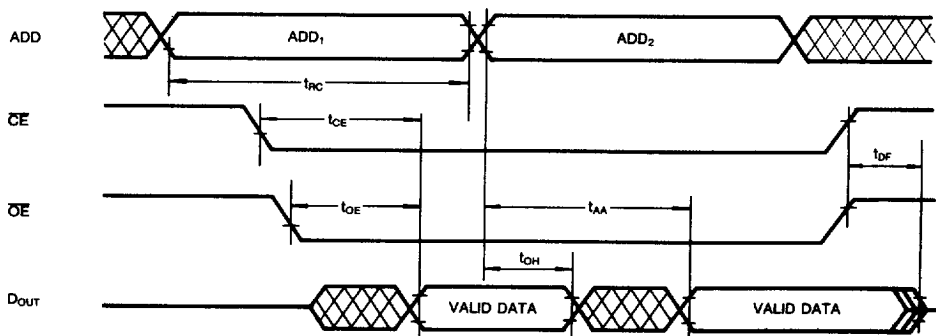 ADD
ADD₁
ADD₂
tRC
CE
tCE
tDF
OE
tOE
tAA
tOH
DOUT
VALID DATA
VALID DATA